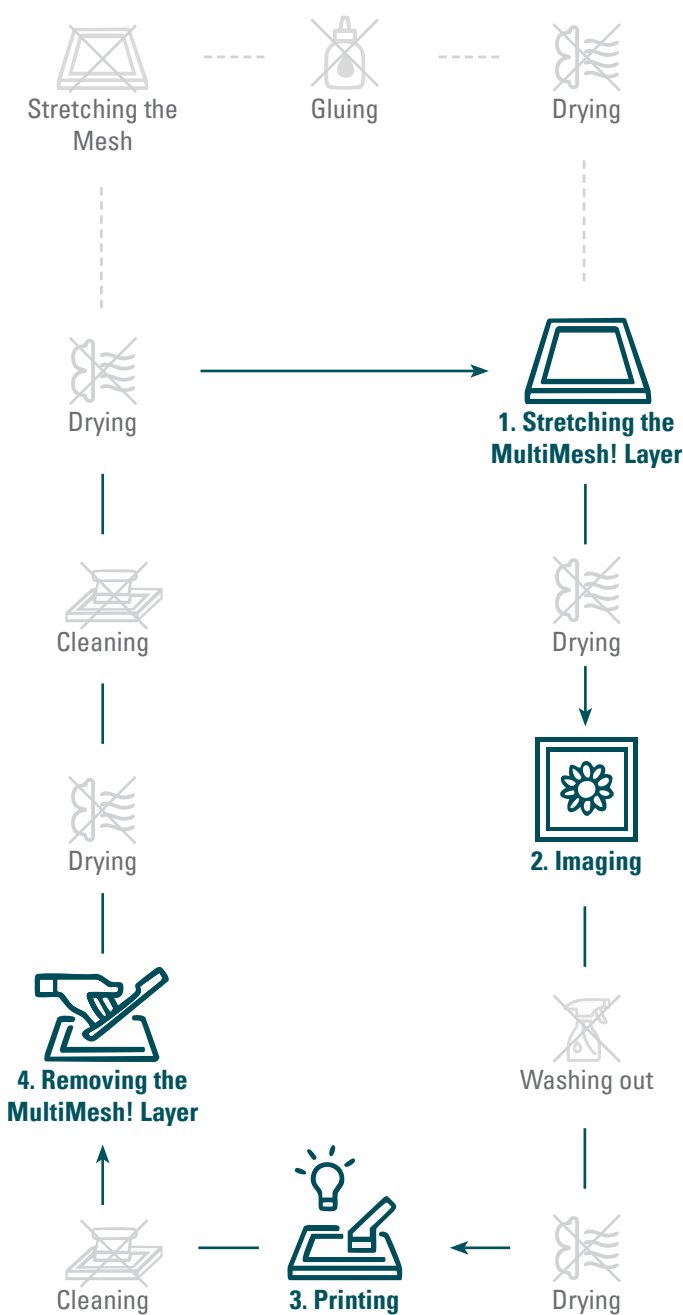 Stretching the
Mesh
Gluing
Drying
Drying
1. Stretching the
MultiMesh! Layer
Cleaning
Drying
Drying
2. Imaging
4. Removing the
MultiMesh! Layer
Washing out
Cleaning
3. Printing
Drying